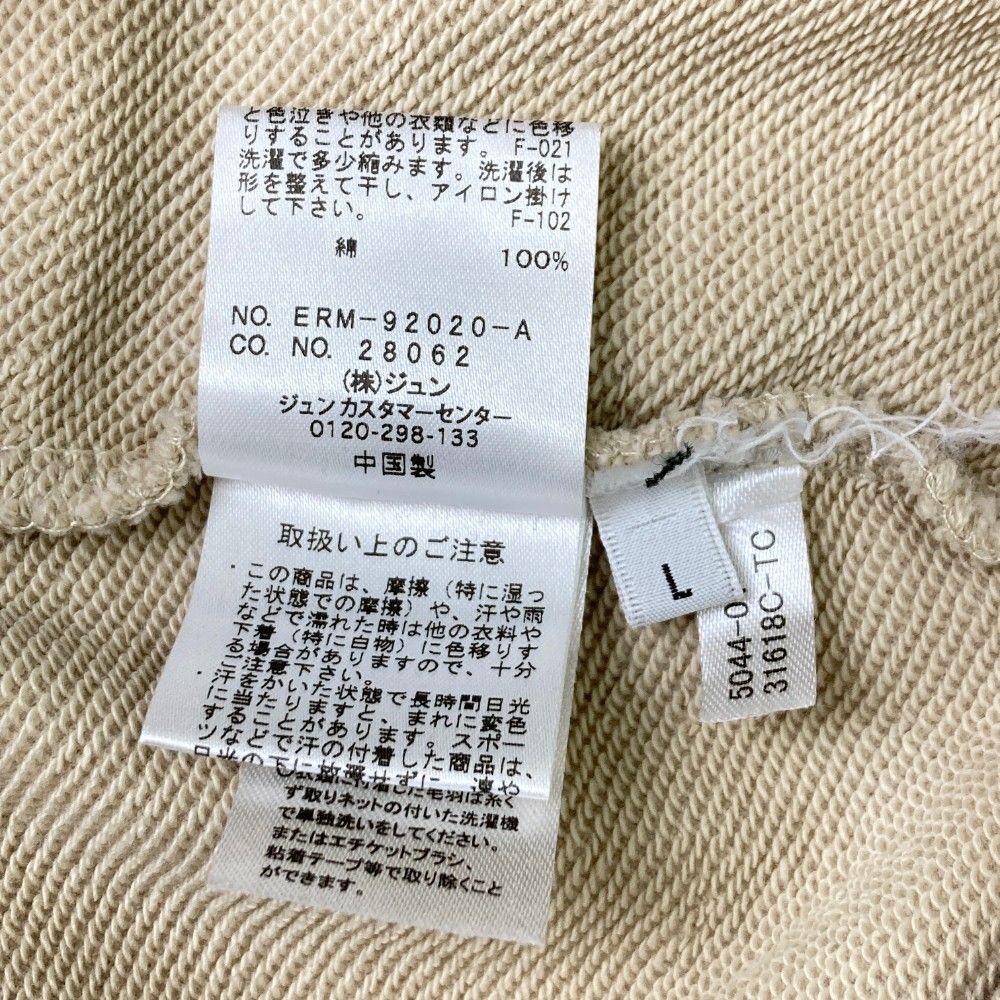 と色泣きや他の衣類などに色移
りすることがあります。 F-021
洗濯で多少縮みます。洗濯後は
形を整えて干し、アイロン掛け
して下さい。 F-102
綿 100%
NO. ERM-92020-A
CO. NO. 28062
(株)ジュン
ジュンカスタマーセンター
0120-298-133
中国製
取扱い上のご注意
・この商品は、摩擦(特に湿っ
た状態での摩擦)や、汗や雨
などで濡れた時は他の衣料や
下着(特に白物)に色移りす
る場合がありますので、十分
ご注意下さい。
・汗をかいた状態で長時間日光
に当たりますと、まれに変色
することがあります。スポー
ツなどで汗の付着した商品は、
日光の下に放置せずに、速や
ず取りネットの付いた洗濯機
で単独洗いをしてください。
またはエチケットブラシ、
粘着テープ等で取り除くこと
ができます。
L
5044-0
31618C-TC